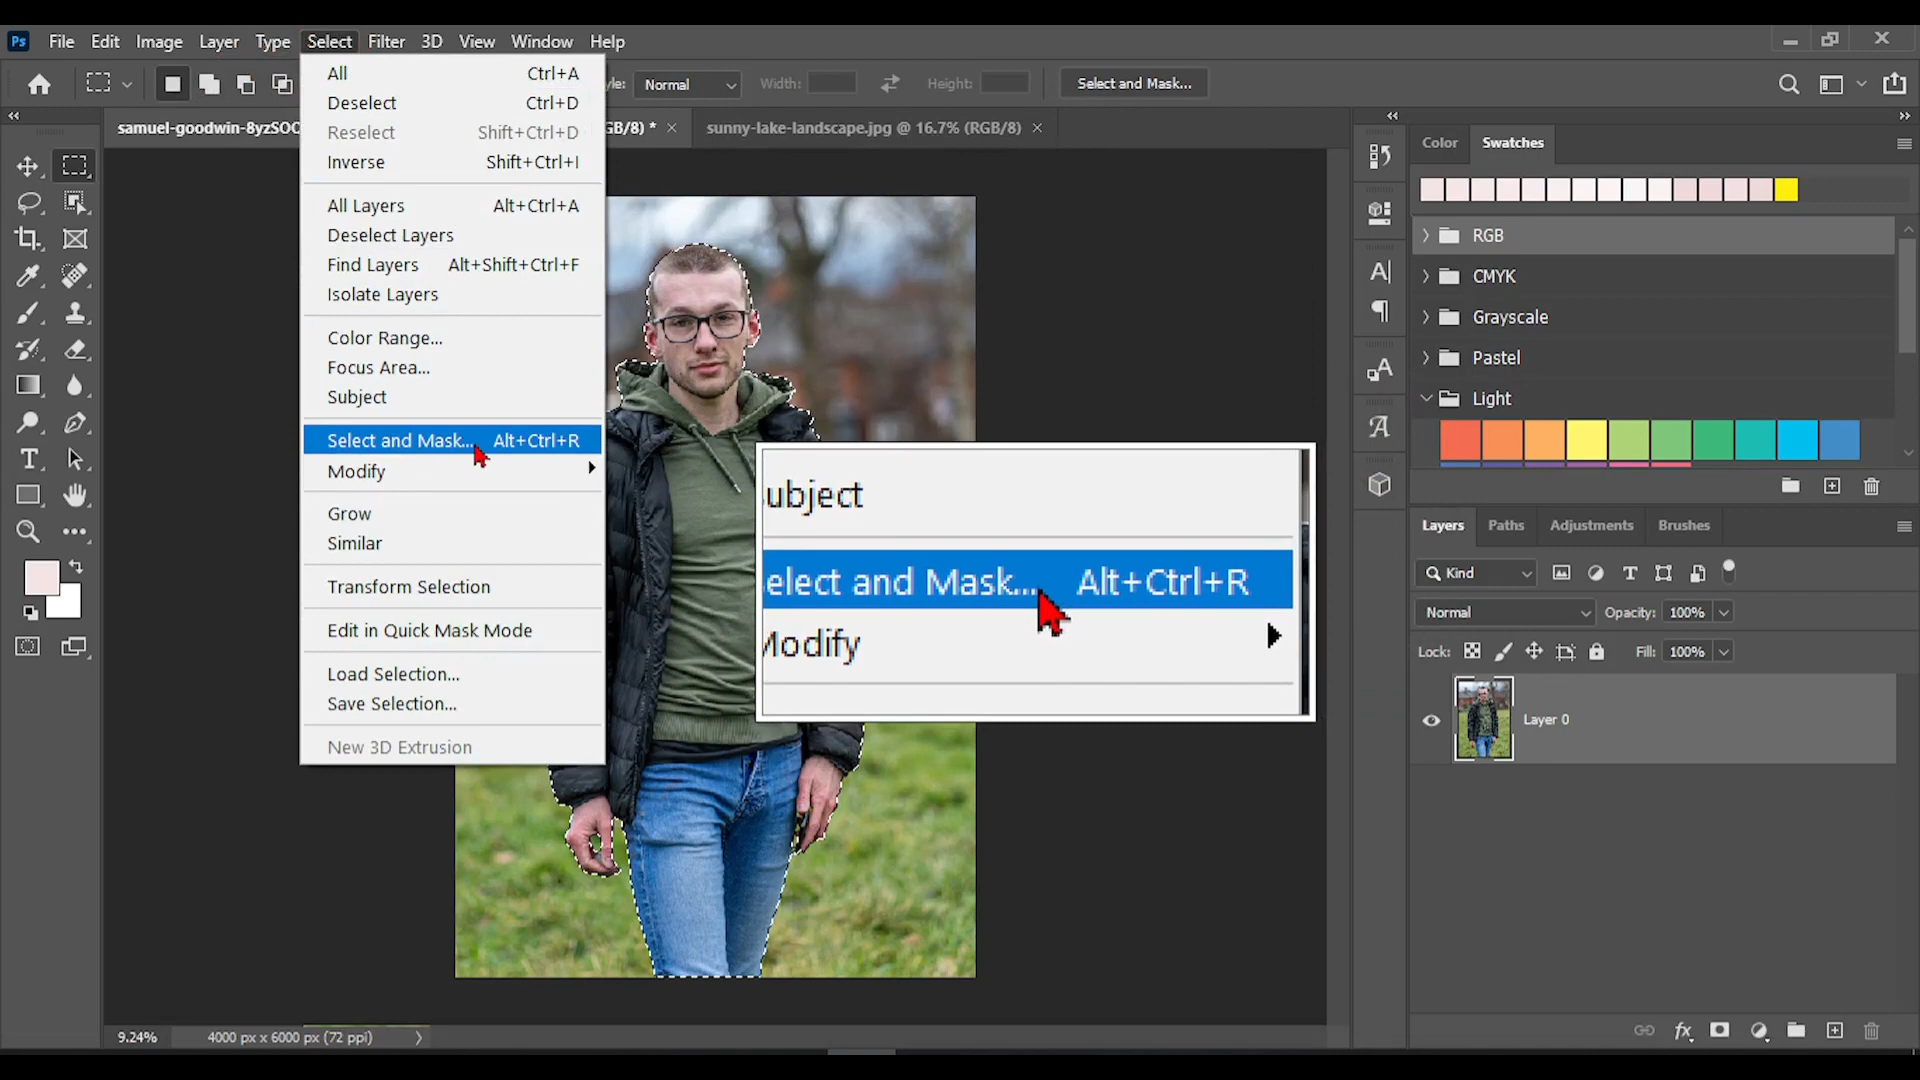 Ps File Edit Image Layer Type Select Filter 3D View Window Help
Normal Width: Height: Select and Mask...
samuel-goodwin-8yzSO GB/8) * × sunny-lake-landscape.jpg @ 16.7% (RGB/8) ×
All Ctrl+A
Deselect Ctrl+D
Reselect Shift+Ctrl+D
Inverse Shift+Ctrl+I
All Layers Alt+Ctrl+A
Deselect Layers
Find Layers Alt+Shift+Ctrl+F
Isolate Layers
Color Range...
Focus Area...
Subject
Select and Mask... Alt+Ctrl+R
Modify
Grow
Similar
Transform Selection
Edit in Quick Mask Mode
Load Selection...
Save Selection...
New 3D Extrusion
ubject
elect and Mask... Alt+Ctrl+R
Modify
Color Swatches
RGB
CMYK
Grayscale
Pastel
Light
Layers Paths Adjustments Brushes
Kind
Normal Opacity: 100%
Lock: Fill: 100%
Layer 0
9.24% 4000 px x 6000 px (72 ppi)